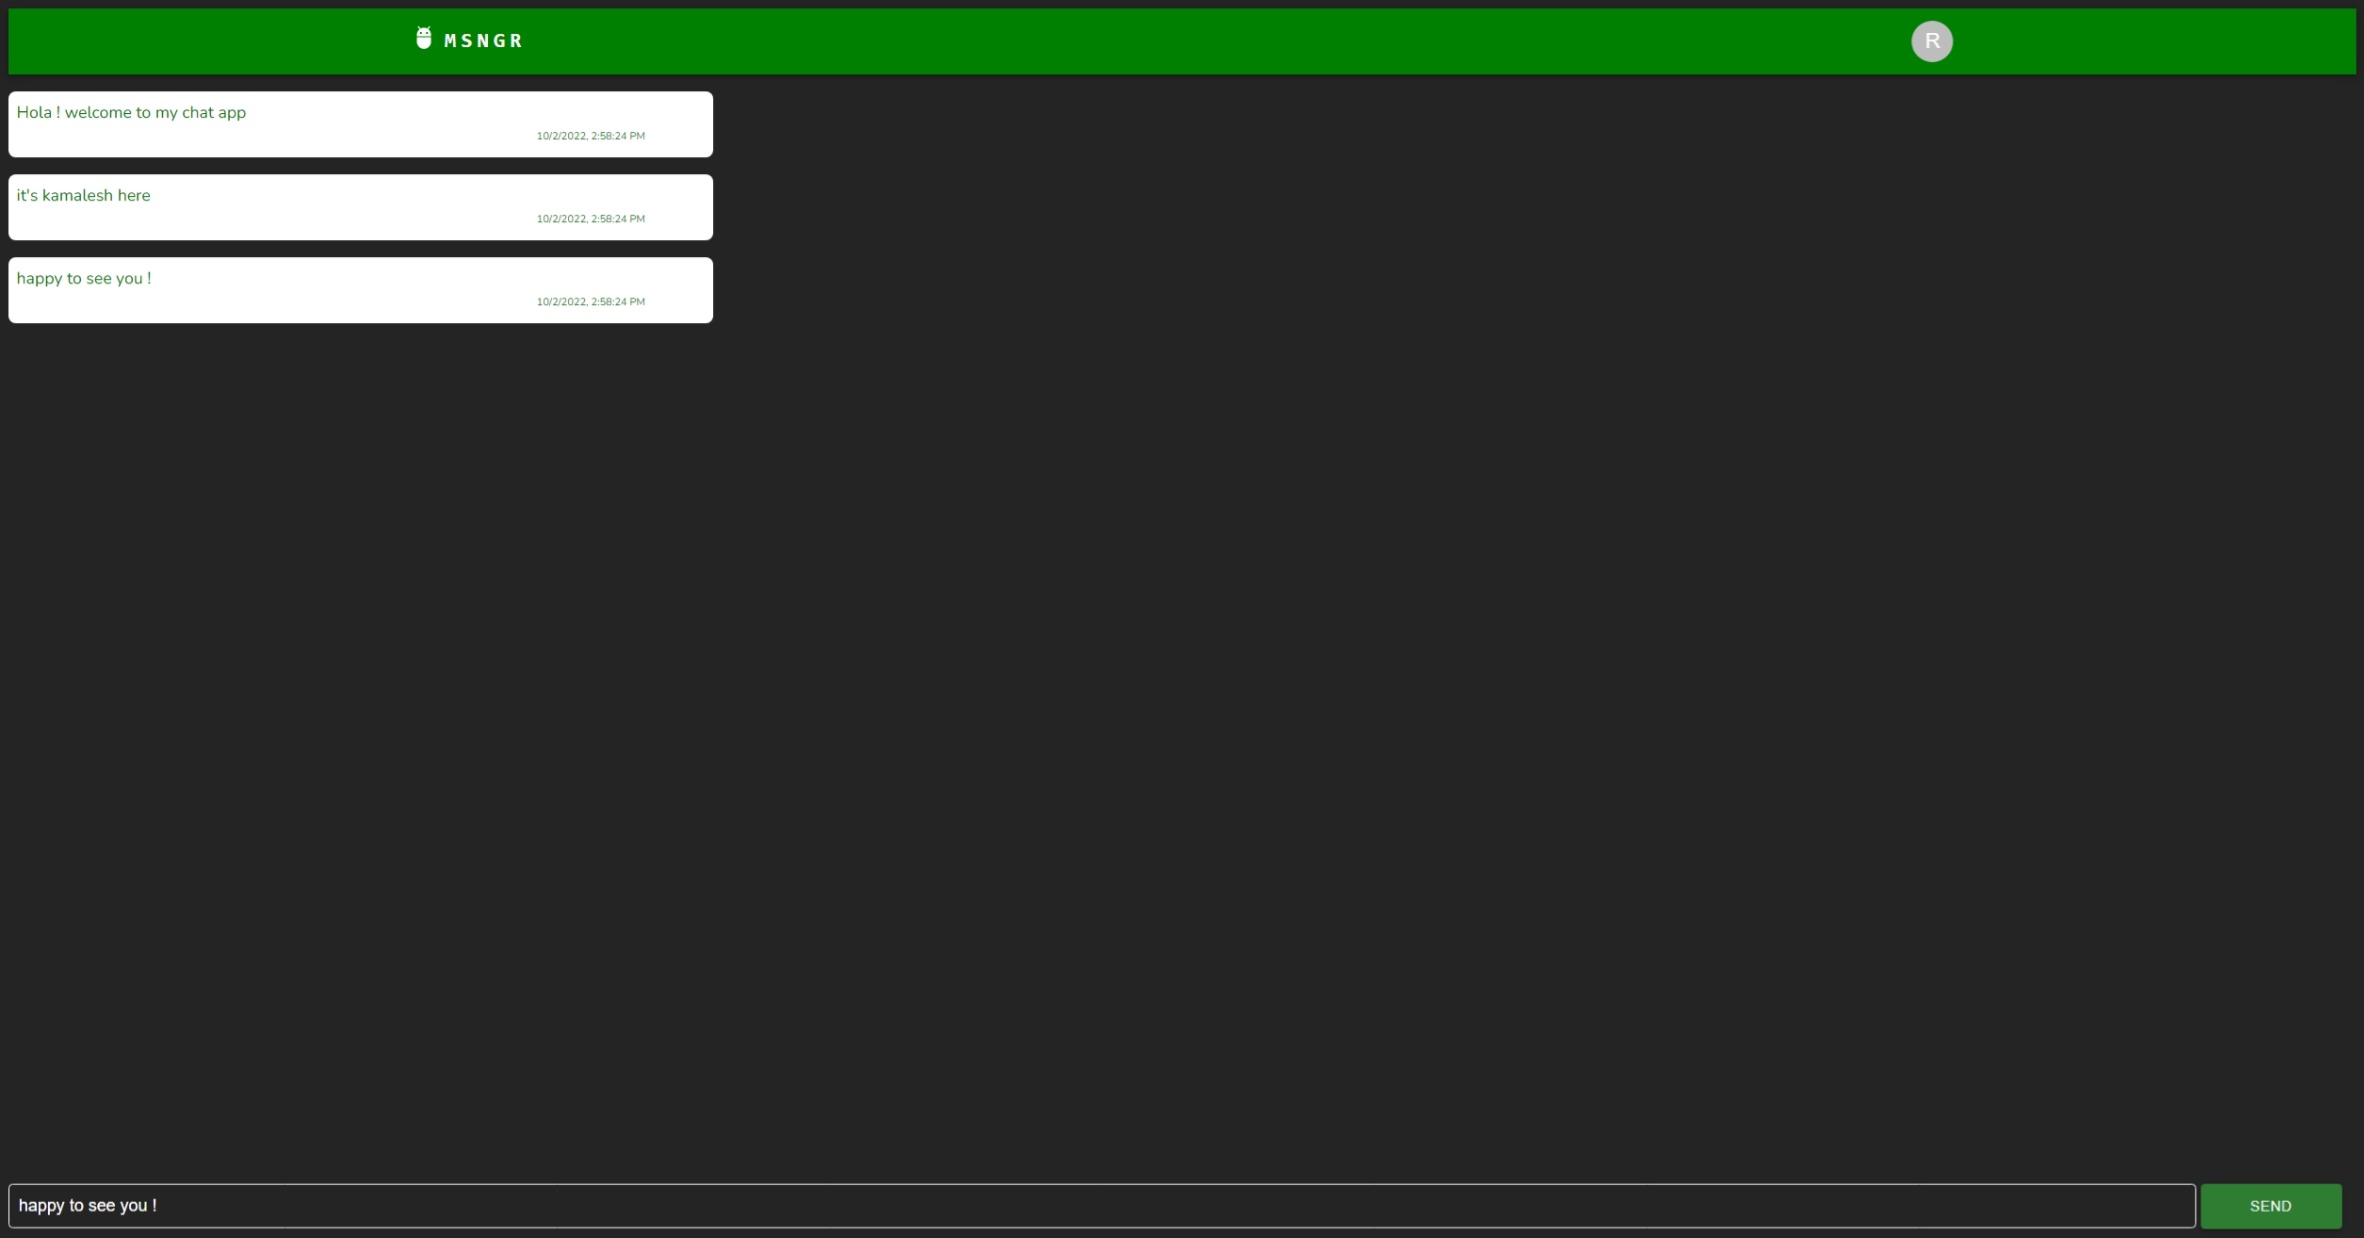 MSNGR
R
Hola ! welcome to my chat app
10/2/2022, 2:58:24 PM
it's kamalesh here
10/2/2022, 2:58:24 PM
happy to see you !
10/2/2022, 2:58:24 PM
happy to see you !
SEND